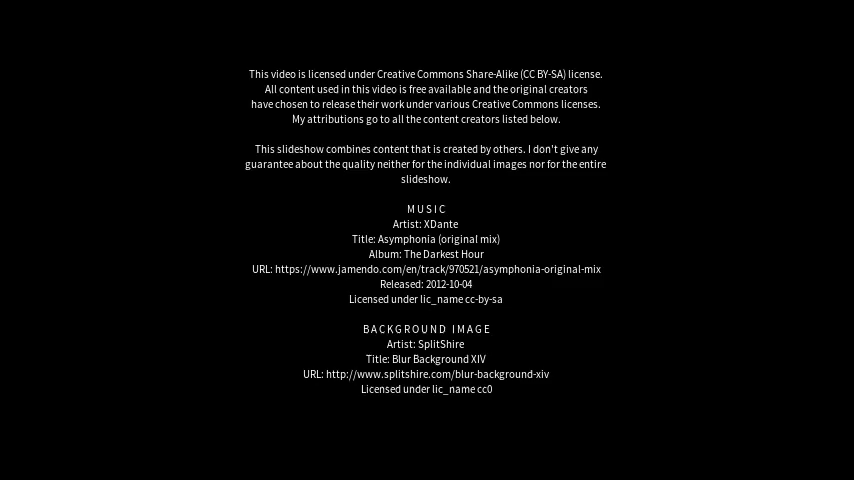 This video is licensed under Creative Commons Share-Alike (CC BY-SA) license.
All content used in this video is free available and the original creators
have chosen to release their work under various Creative Commons licenses.
My attributions go to all the content creators listed below.
This slideshow combines content that is created by others. I don't give any
guarantee about the quality neither for the individual images nor for the entire
slideshow.
MUSIC
Artist: XDante
Title: Asymphonia (original mix)
Album: The Darkest Hour
URL: https://www.jamendo.com/en/track/970521/asymphonia-original-mix
Released: 2012-10-04
Licensed under lic_name cc-by-sa
BACKGROUND IMAGE
Artist: SplitShire
Title: Blur Background XIV
URL: http://www.splitshire.com/blur-background-xiv
Licensed under lic_name cc0